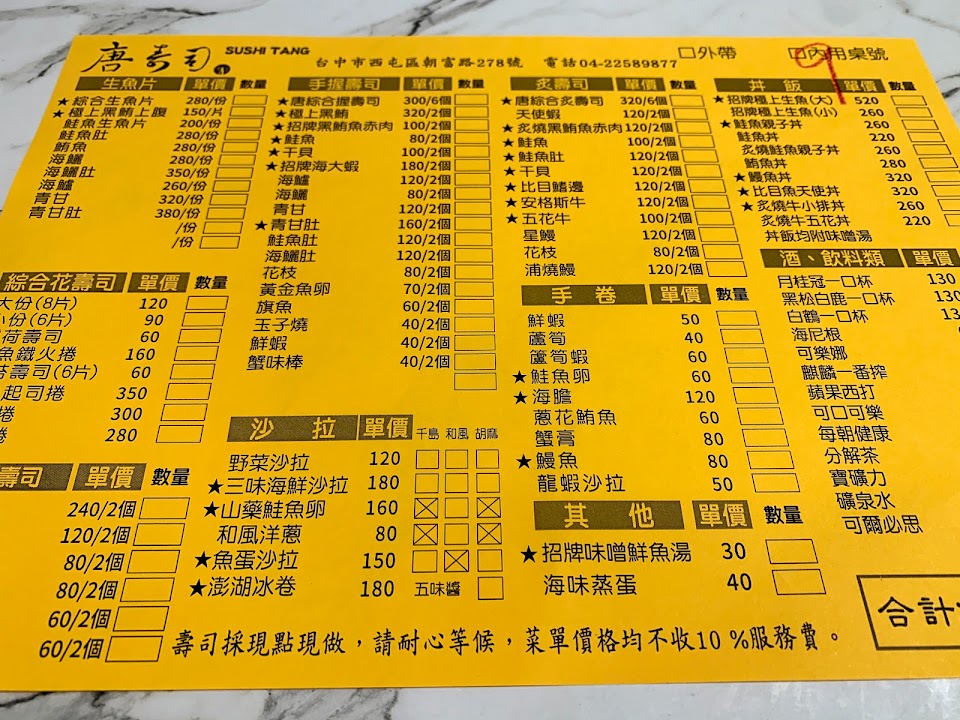 唐壽司 SUSHI TANG
台中市西屯區朝富路278號 電話04-22589877
□外帶 □內用桌號
9
生魚片 單價 數量
★綜合生魚片 280/份
★極上黑鮪上腹 150/片
鮭魚生魚片 200/份
鮭魚肚 280/份
鮪魚 280/份
海鱺 280/份
海鱺肚 350/份
海鱸 260/份
青甘 320/份
青甘肚 380/份
/份
/份
綜合花壽司 單價 數量
大份(8片) 120
小份(6片) 90
荷壽司 60
魚鐵火捲 160
壽司(6片) 60
起司捲 350
捲 300
捲 280
壽司 單價 數量
240/2個
120/2個
80/2個
80/2個
60/2個
60/2個
手握壽司 單價 數量
★唐綜合握壽司 300/6個
★極上黑鮪 320/2個
★招牌黑鮪魚赤肉 100/2個
★鮭魚 80/2個
★干貝 100/2個
★招牌海大蝦 180/2個
海鱸 120/2個
海鱺 80/2個
青甘 120/2個
★青甘肚 160/2個
鮭魚肚 120/2個
海鱺肚 120/2個
花枝 80/2個
黃金魚卵 70/2個
旗魚 60/2個
玉子燒 40/2個
鮮蝦 40/2個
蟹味棒 40/2個
沙拉 單價 千島 和風 胡麻
野菜沙拉 120
★三味海鮮沙拉 180
★山藥鮭魚卵 160
和風洋蔥 80
★魚蛋沙拉 150
★澎湖冰卷 180 五味醬
炙壽司 單價 數量
★唐綜合炙壽司 320/6個
天使蝦 120/2個
★炙燒黑鮪魚赤肉 120/2個
★鮭魚 100/2個
★鮭魚肚 120/2個
★干貝 120/2個
★比目鰭邊 120/2個
★安格斯牛 120/2個
★五花牛 100/2個
星鰻 120/2個
花枝 80/2個
蒲燒鰻 120/2個
手卷 單價 數量
鮮蝦 50
蘆筍 40
蘆筍蝦 60
★鮭魚卵 60
★海膽 120
蔥花鮪魚 60
蟹膏 80
★鰻魚 80
龍蝦沙拉 50
其他 單價 數量
★招牌味噌鮮魚湯 30
海味蒸蛋 40
丼飯 單價 數量
★招牌極上生魚(大) 520
招牌極上生魚(小) 260
★鮭魚親子丼 260
鮭魚丼 220
炙燒鮭魚親子丼 260
鮪魚丼 280
★鰻魚丼 320
★比目魚天使丼 320
★炙燒牛小排丼 260
炙燒牛五花丼 220
丼飯均附味噌湯
酒、飲料類 單價
月桂冠一口杯 130
黑松白鹿一口杯 130
白鶴一口杯
海尼根
可樂娜
麒麟一番搾
蘋果西打
可口可樂
每朝健康
分解茶
寶礦力
礦泉水
可爾必思
合計
壽司採現點現做，請耐心等候，菜單價格均不收10 %服務費。